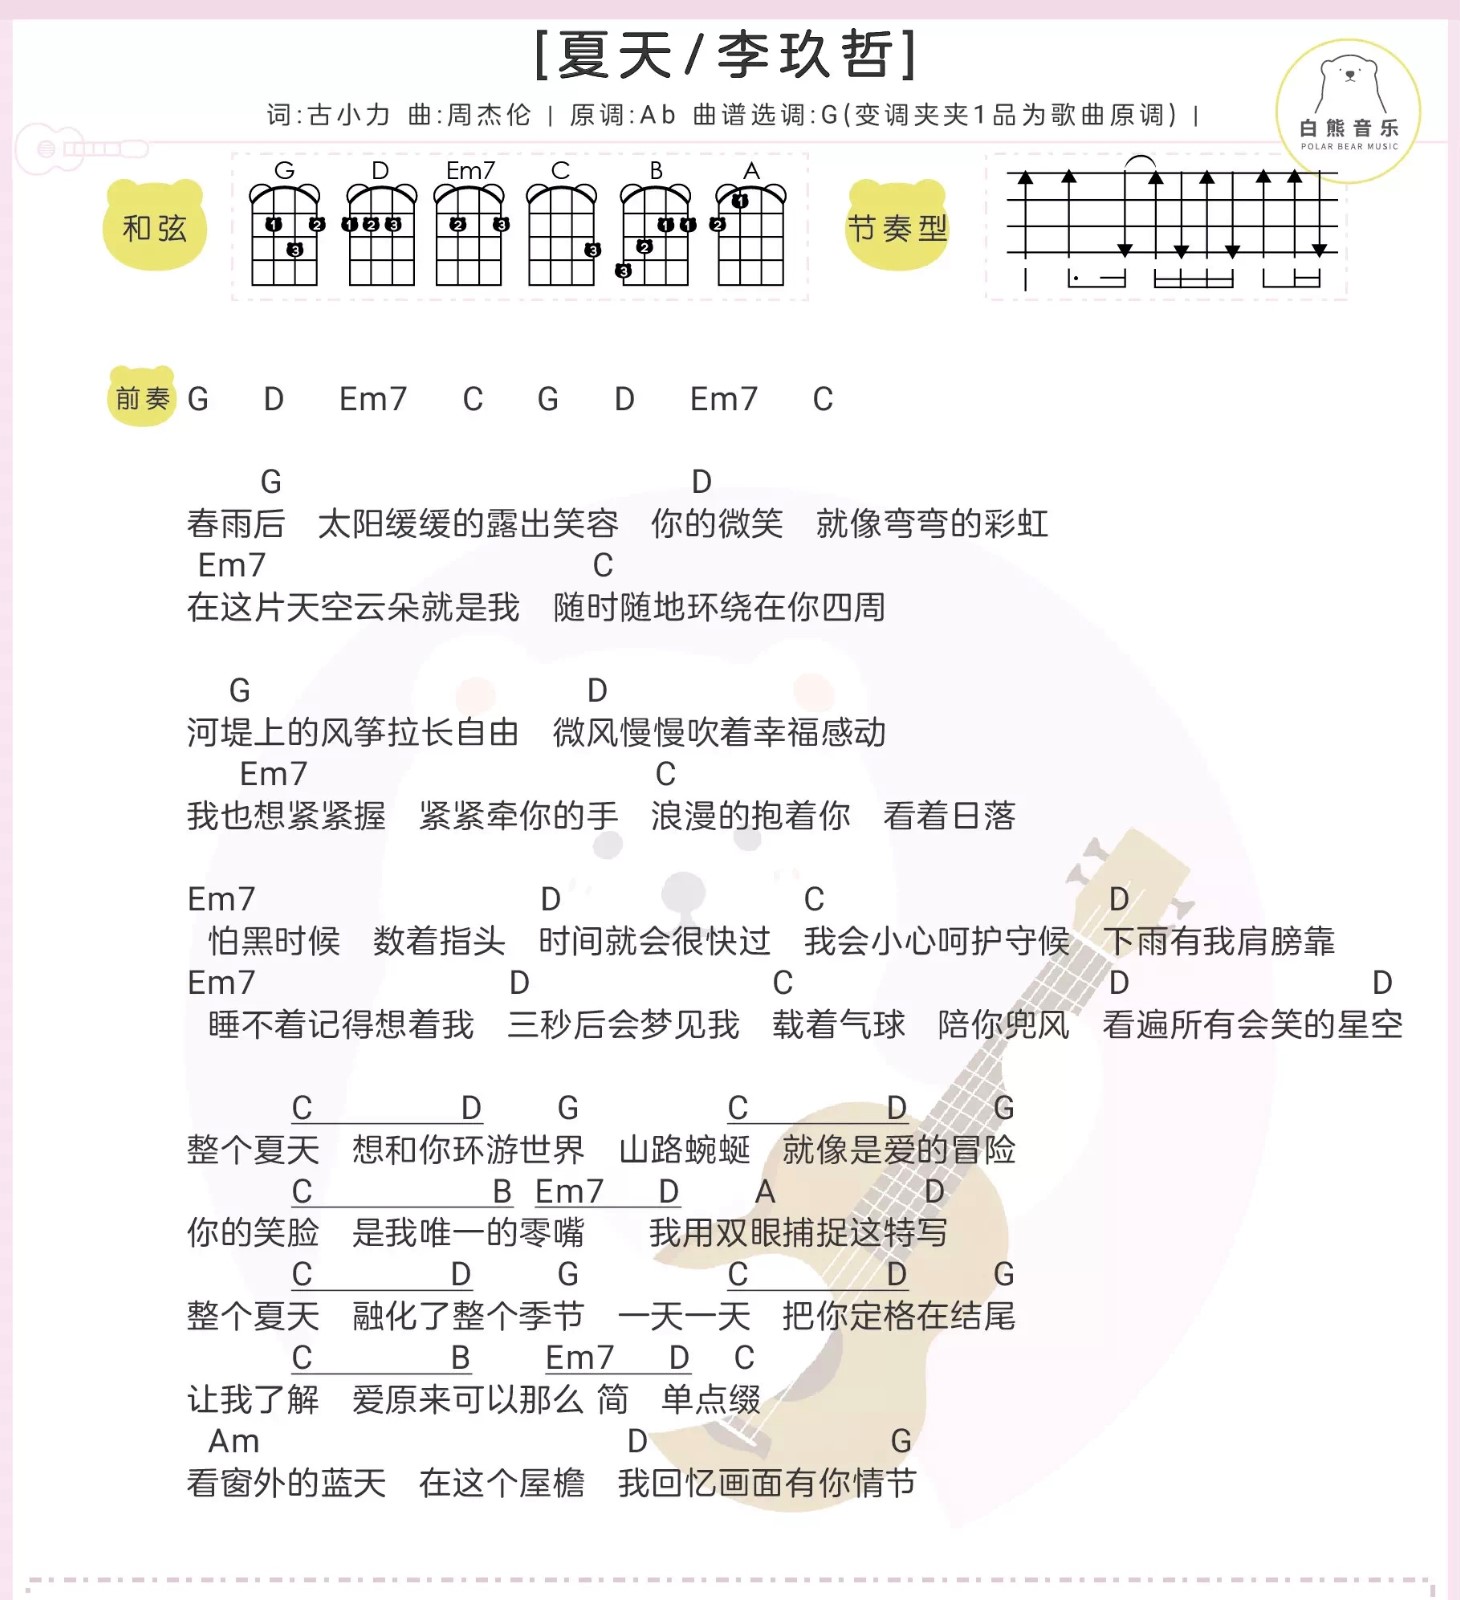 [夏天/李玖哲]
词:古小力 曲:周杰伦 | 原调:Ab 曲谱选调:G(变调夹夹1品为歌曲原调) |
白熊音乐
POLAR BEAR MUSIC
和弦 G D Em7 C B A 节奏型
1 2 3 1 2 3 2 3 3 1 1 2 3 1 2
前奏 G D Em7 C G D Em7 C
G D
春雨后 太阳缓缓的露出笑容 你的微笑 就像弯弯的彩虹
Em7 C
在这片天空云朵就是我 随时随地环绕在你四周
G D
河堤上的风筝拉长自由 微风慢慢吹着幸福感动
Em7 C
我也想紧紧握 紧紧牵你的手 浪漫的抱着你 看着日落
Em7 D C D
怕黑时候 数着指头 时间就会很快过 我会小心呵护守候 下雨有我肩膀靠
Em7 D C D D
睡不着记得想着我 三秒后会梦见我 载着气球 陪你兜风 看遍所有会笑的星空
C D G C D G
整个夏天 想和你环游世界 山路蜿蜒 就像是爱的冒险
C B Em7 D A D
你的笑脸 是我唯一的零嘴 我用双眼捕捉这特写
C D G C D G
整个夏天 融化了整个季节 一天一天 把你定格在结尾
C B Em7 D C
让我了解 爱原来可以那么 简 单点缀
Am D G
看窗外的蓝天 在这个屋檐 我回忆画面有你情节